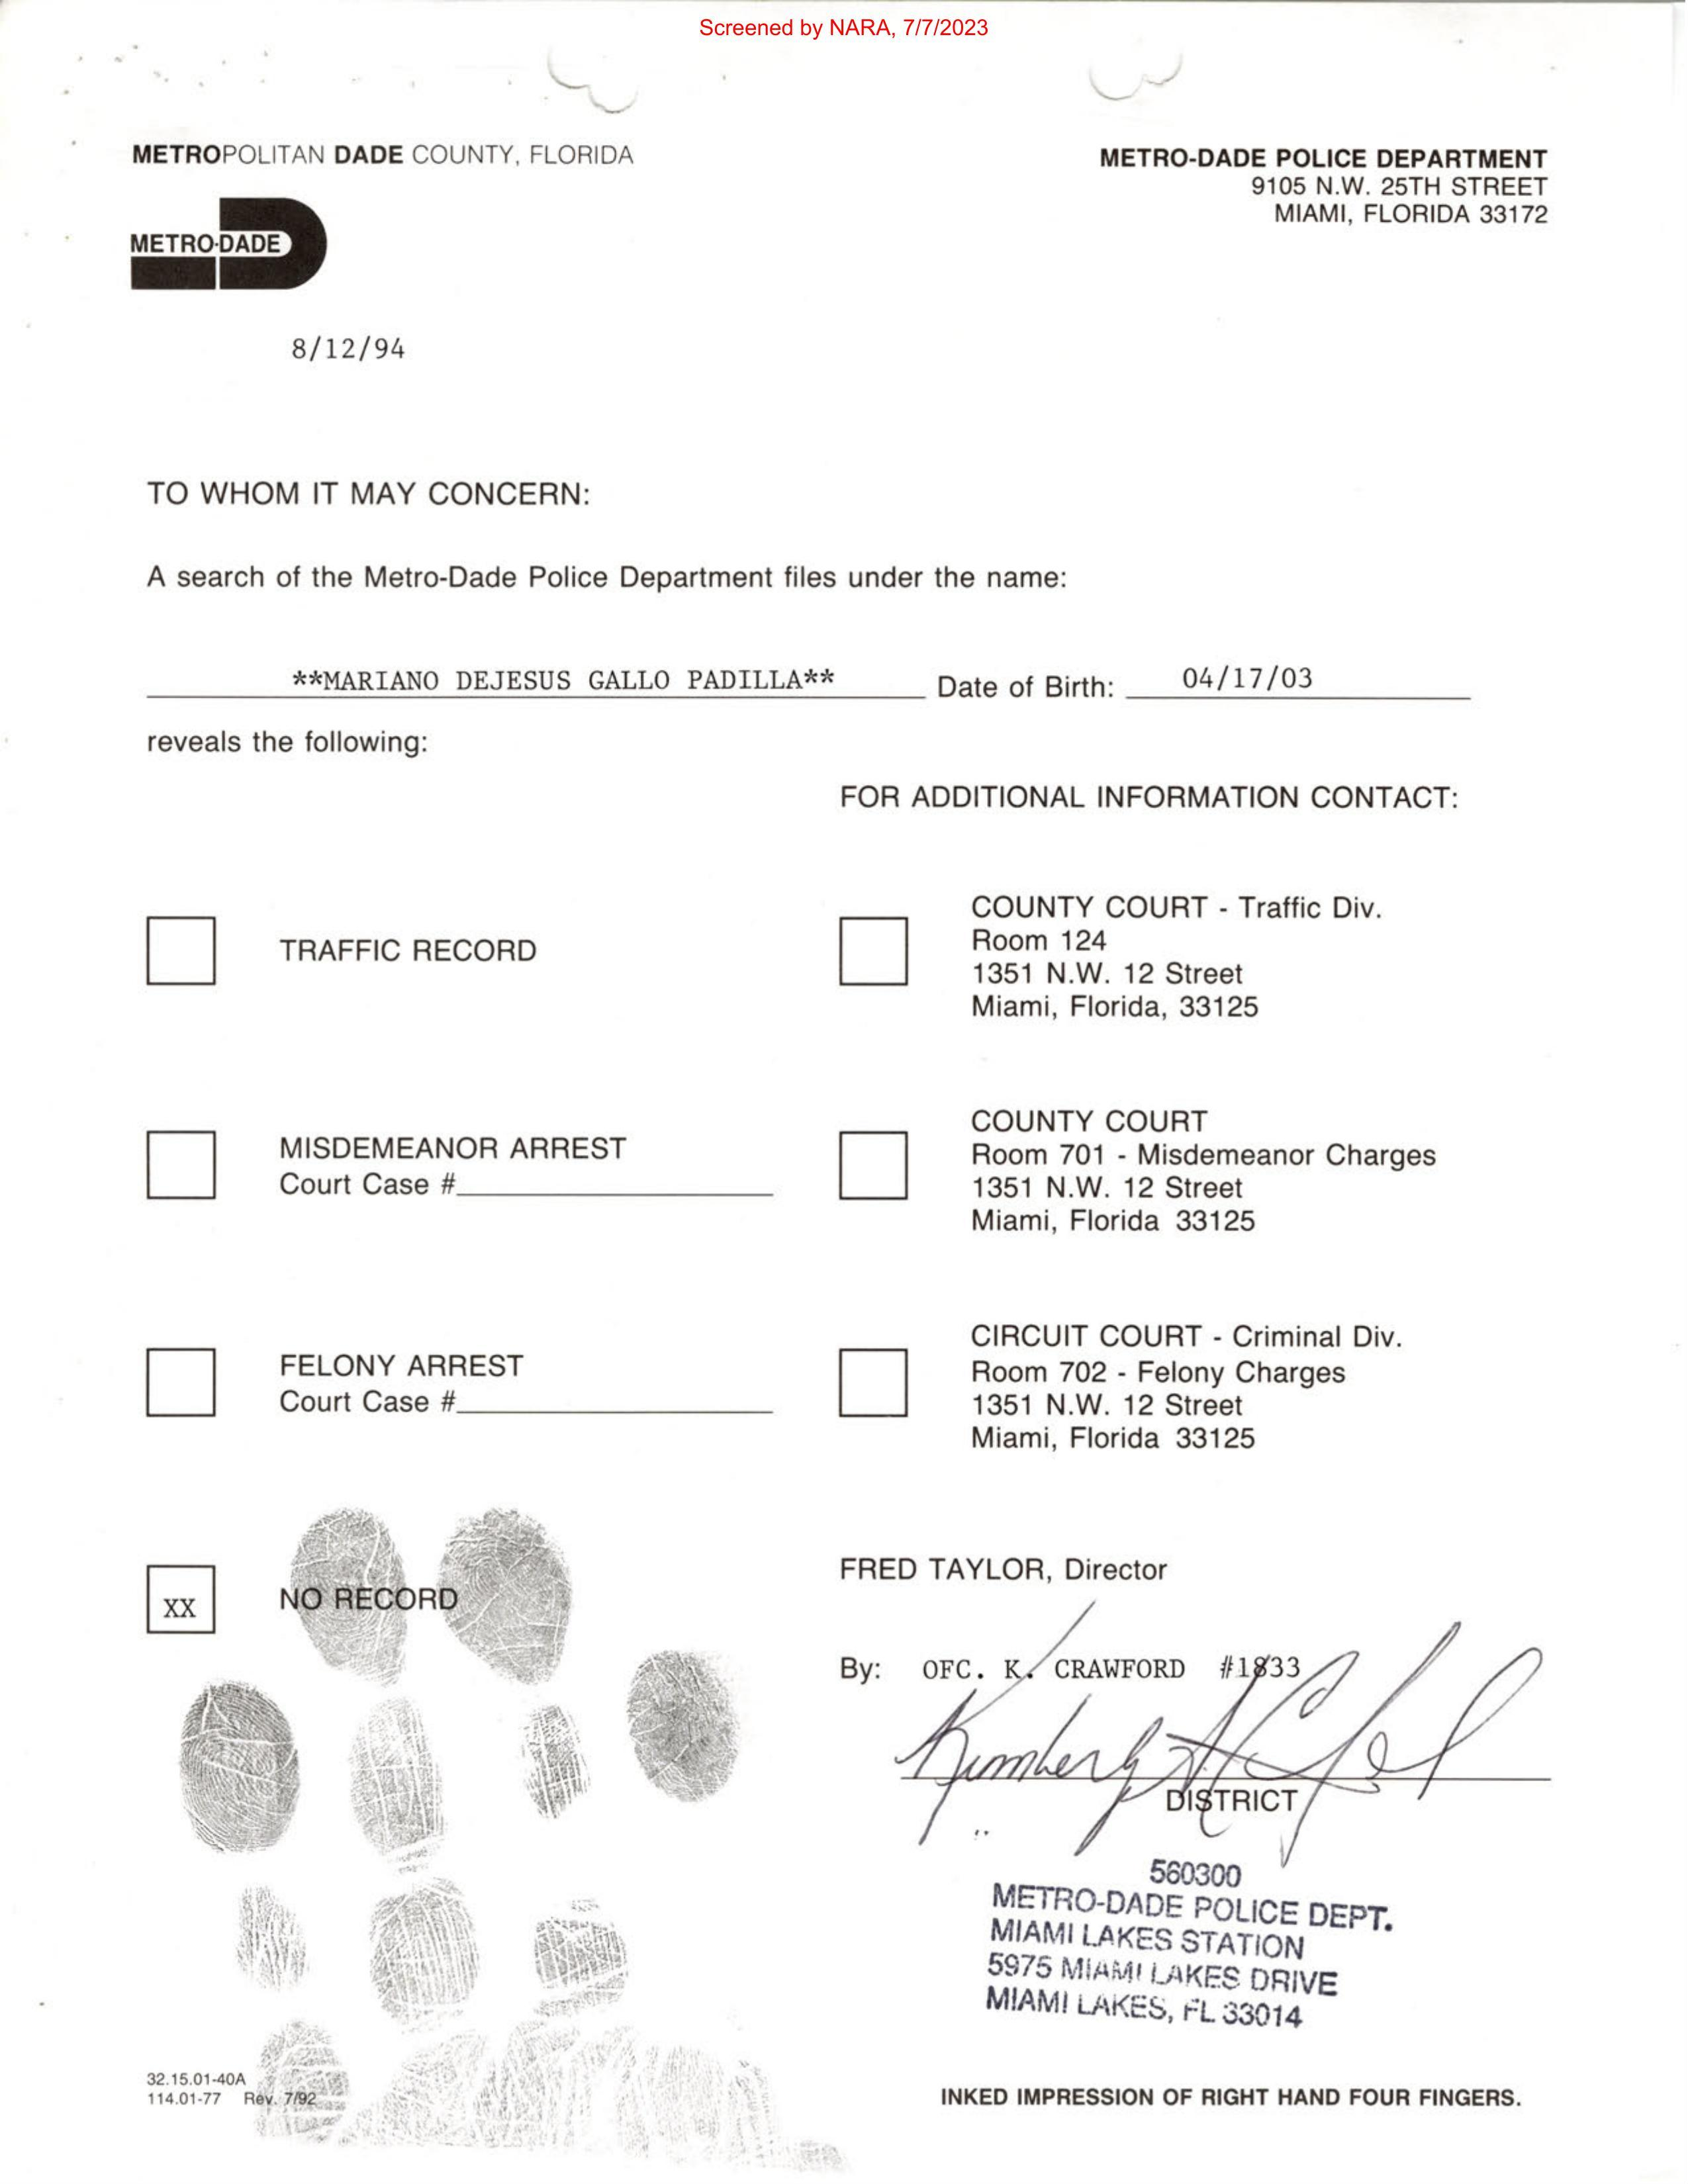 Screened by NARA, 7/7/2023
METROPOLITAN DADE COUNTY, FLORIDA
METRO-DADE
METRO-DADE POLICE DEPARTMENT
9105 N.W. 25TH STREET
MIAMI, FLORIDA 33172
8/12/94
TO WHOM IT MAY CONCERN:
A search of the Metro-Dade Police Department files under the name:
**MARIANO DEJESUS GALLO PADILLA** Date of Birth: 04/17/03
reveals the following:
FOR ADDITIONAL INFORMATION CONTACT:
TRAFFIC RECORD
COUNTY COURT - Traffic Div.
Room 124
1351 N.W. 12 Street
Miami, Florida, 33125
MISDEMEANOR ARREST
Court Case #
COUNTY COURT
Room 701 - Misdemeanor Charges
1351 N.W. 12 Street
Miami, Florida 33125
FELONY ARREST
Court Case #
CIRCUIT COURT - Criminal Div.
Room 702 - Felony Charges
1351 N.W. 12 Street
Miami, Florida 33125
XX NO RECORD
FRED TAYLOR, Director
By: OFC. K. CRAWFORD #1833
Kimberly
DISTRICT
560300
METRO-DADE POLICE DEPT.
MIAMI LAKES STATION
5975 MIAMI LAKES DRIVE
MIAMI LAKES, FL 33014
32.15.01-40A
114.01-77 Rev. 7/92
INKED IMPRESSION OF RIGHT HAND FOUR FINGERS.